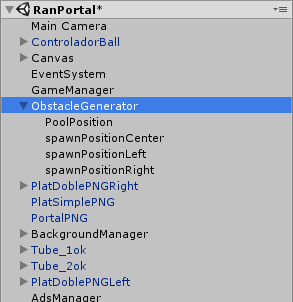 RanPortal*
Main Camera
ControladorBall
Canvas
EventSystem
GameManager
ObstacleGenerator
PoolPosition
spawnPositionCenter
spawnPositionLeft
spawnPositionRight
PlatDoblePNGRight
PlatSimplePNG
PortalPNG
BackgroundManager
Tube_1ok
Tube_2ok
PlatDoblePNGLeft
AdsManager